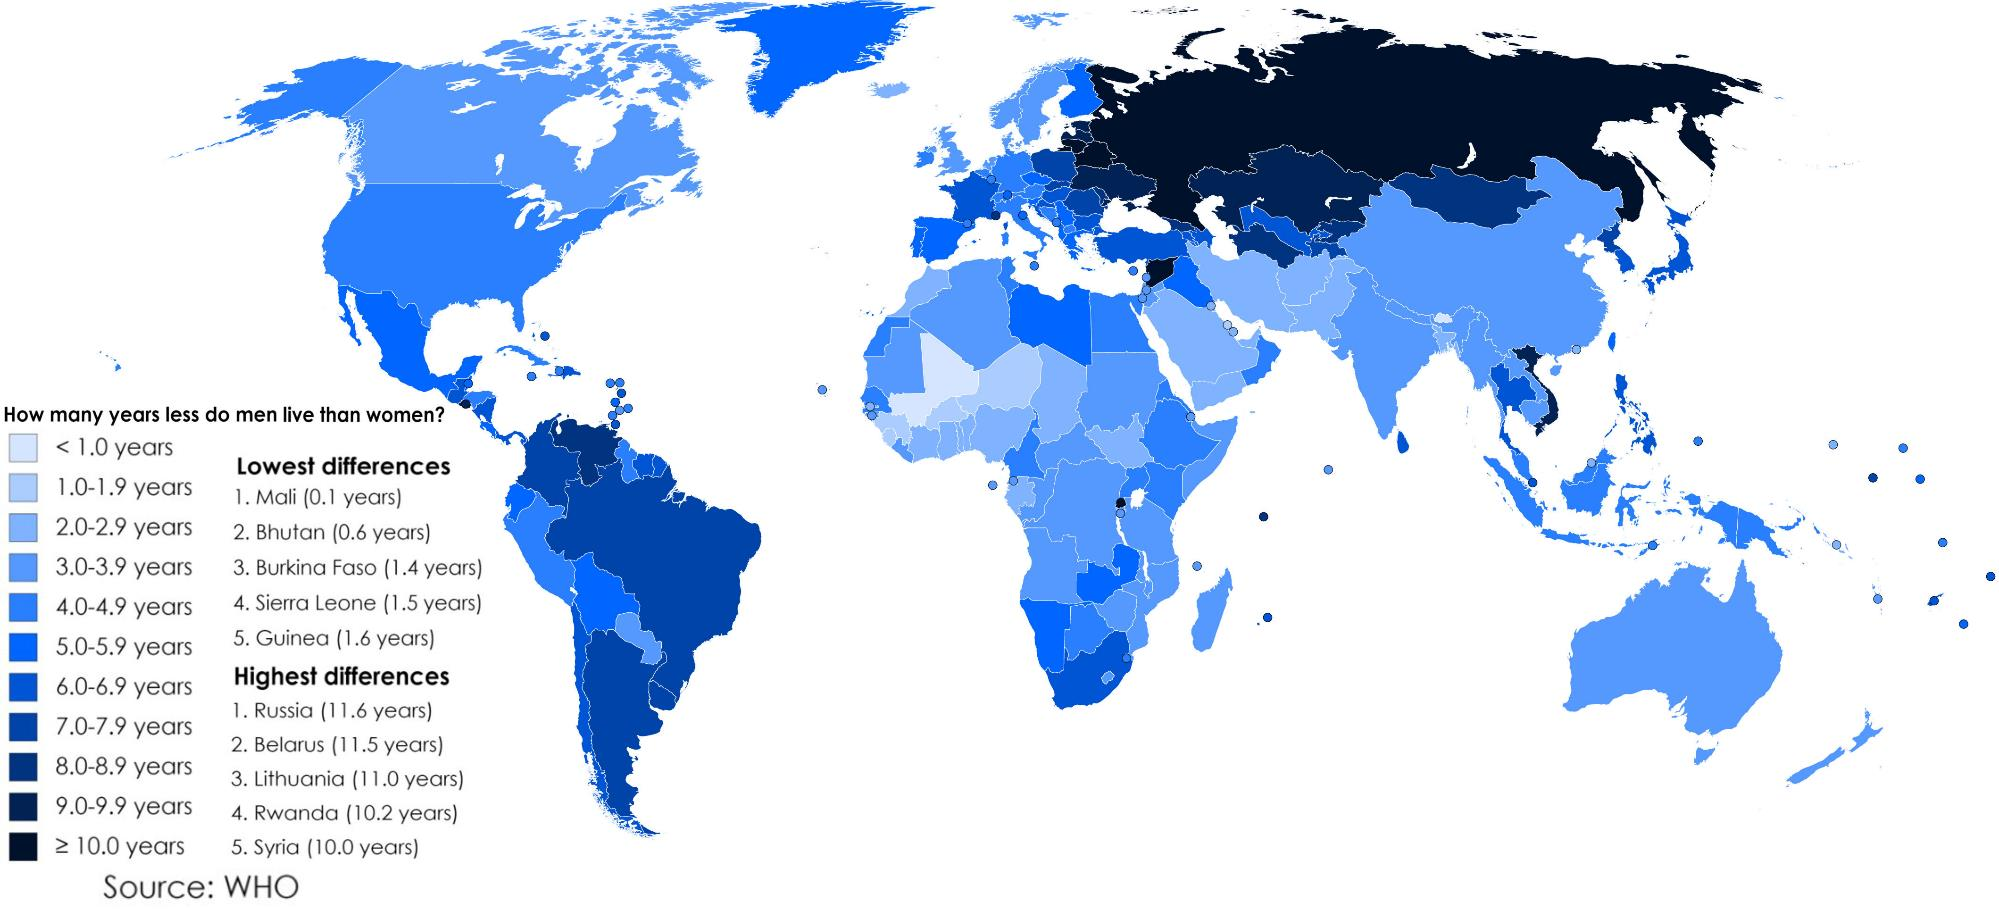 How many years less do men live than women?
< 1.0 years
1.0-1.9 years
2.0-2.9 years
3.0-3.9 years
4.0-4.9 years
5.0-5.9 years
6.0-6.9 years
7.0-7.9 years
8.0-8.9 years
9.0-9.9 years
≥ 10.0 years
Lowest differences
1. Mali (0.1 years)
2. Bhutan (0.6 years)
3. Burkina Faso (1.4 years)
4. Sierra Leone (1.5 years)
5. Guinea (1.6 years)
Highest differences
1. Russia (11.6 years)
2. Belarus (11.5 years)
3. Lithuania (11.0 years)
4. Rwanda (10.2 years)
5. Syria (10.0 years)
Source: WHO